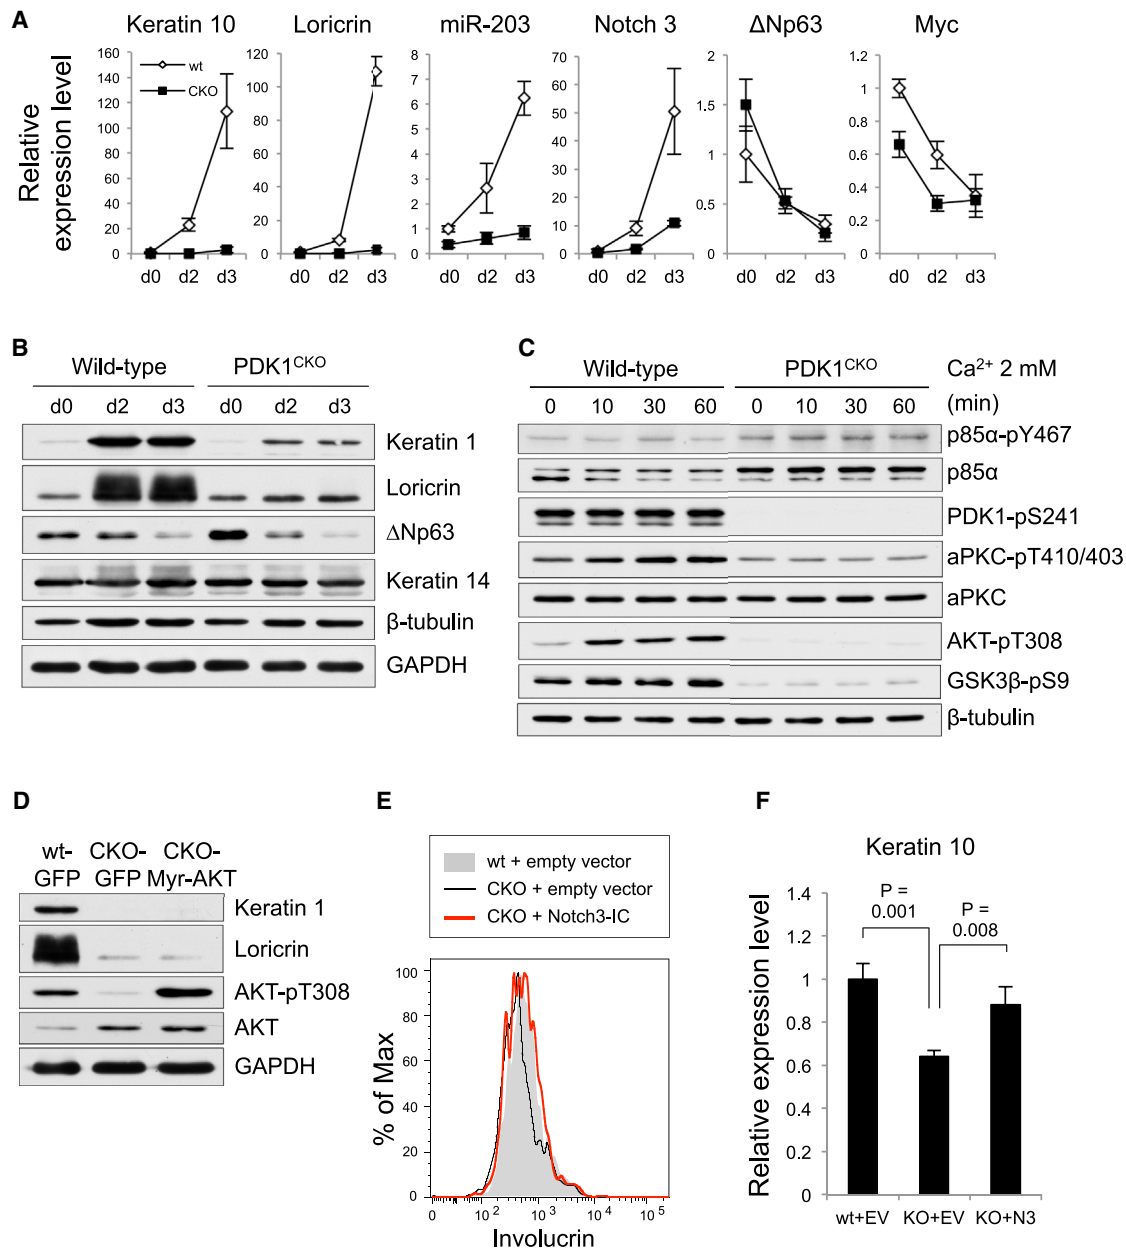 A
Keratin 10 Loricrin miR-203 Notch 3 ΔNp63 Myc
Relative expression level
160 140 120 100 80 60 40 20 0
wt
CKO
d0 d2 d3
120 100 80 60 40 20 0
d0 d2 d3
8 7 6 5 4 3 2 1 0
d0 d2 d3
70 60 50 40 30 20 10 0
d0 d2 d3
2 1.5 1 0.5 0
d0 d2 d3
1.2 1 0.8 0.6 0.4 0.2 0
d0 d2 d3
B
Wild-type PDK1CKO
d0 d2 d3 d0 d2 d3
Keratin 1
Loricrin
ΔNp63
Keratin 14
β-tubulin
GAPDH
C
Wild-type PDK1CKO Ca2+ 2 mM
0 10 30 60 0 10 30 60 (min)
p85α-pY467
p85α
PDK1-pS241
aPKC-pT410/403
aPKC
AKT-pT308
GSK3β-pS9
β-tubulin
D
wt- CKO- CKO-
GFP GFP Myr-AKT
Keratin 1
Loricrin
AKT-pT308
AKT
GAPDH
E
wt + empty vector
CKO + empty vector
CKO + Notch3-IC
% of Max
100
80
60
40
20
0
0 10 2 10 3 10 4 10 5
Involucrin
F
Keratin 10
Relative expression level
1.4
1.2
1
0.8
0.6
0.4
0.2
0
P =
0.001
P =
0.008
wt+EV KO+EV KO+N3